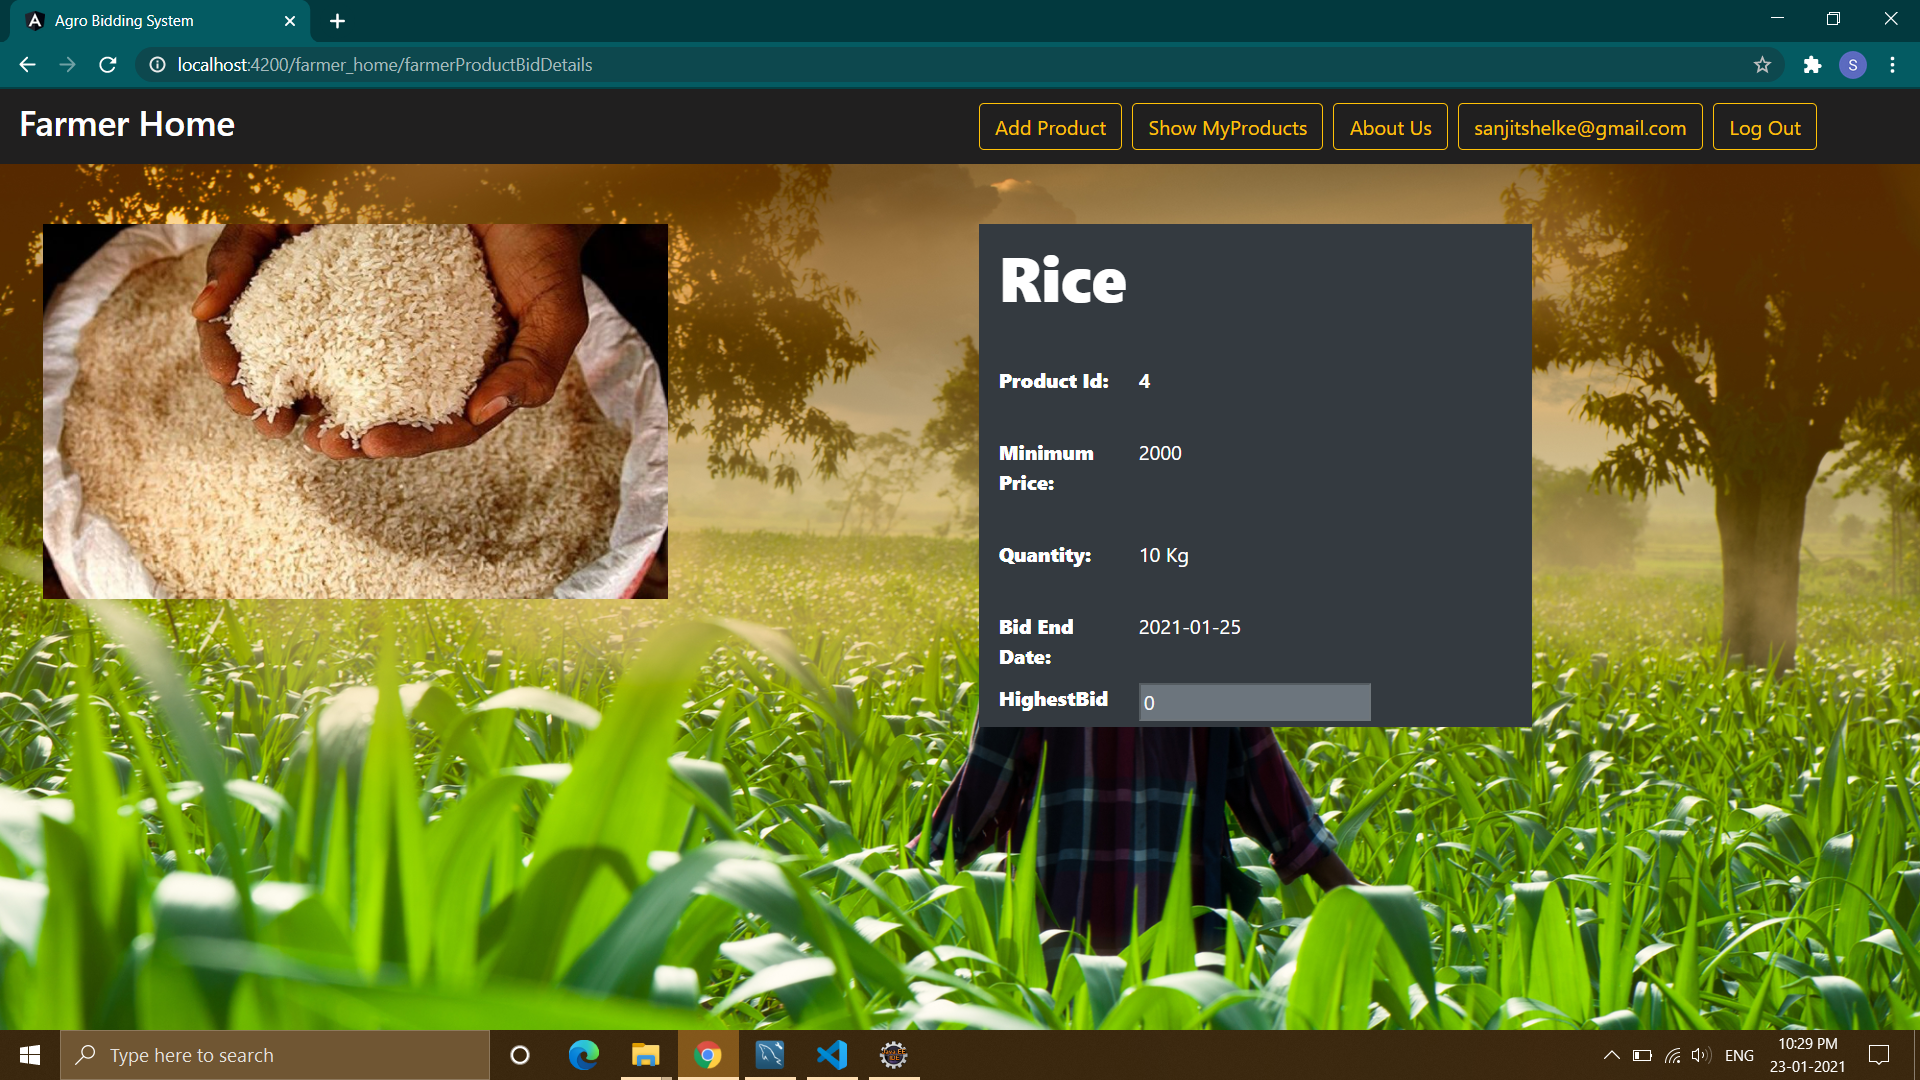 Agro Bidding System
localhost:4200/farmer_home/farmerProductBidDetails
S
Farmer Home
Add Product
Show MyProducts
About Us
sanjitshelke@gmail.com
Log Out
Rice
Product Id: 4
Minimum 2000
Price:
Quantity: 10 Kg
Bid End 2021-01-25
Date:
HighestBid 0
Type here to search
ENG
10:29 PM
23-01-2021